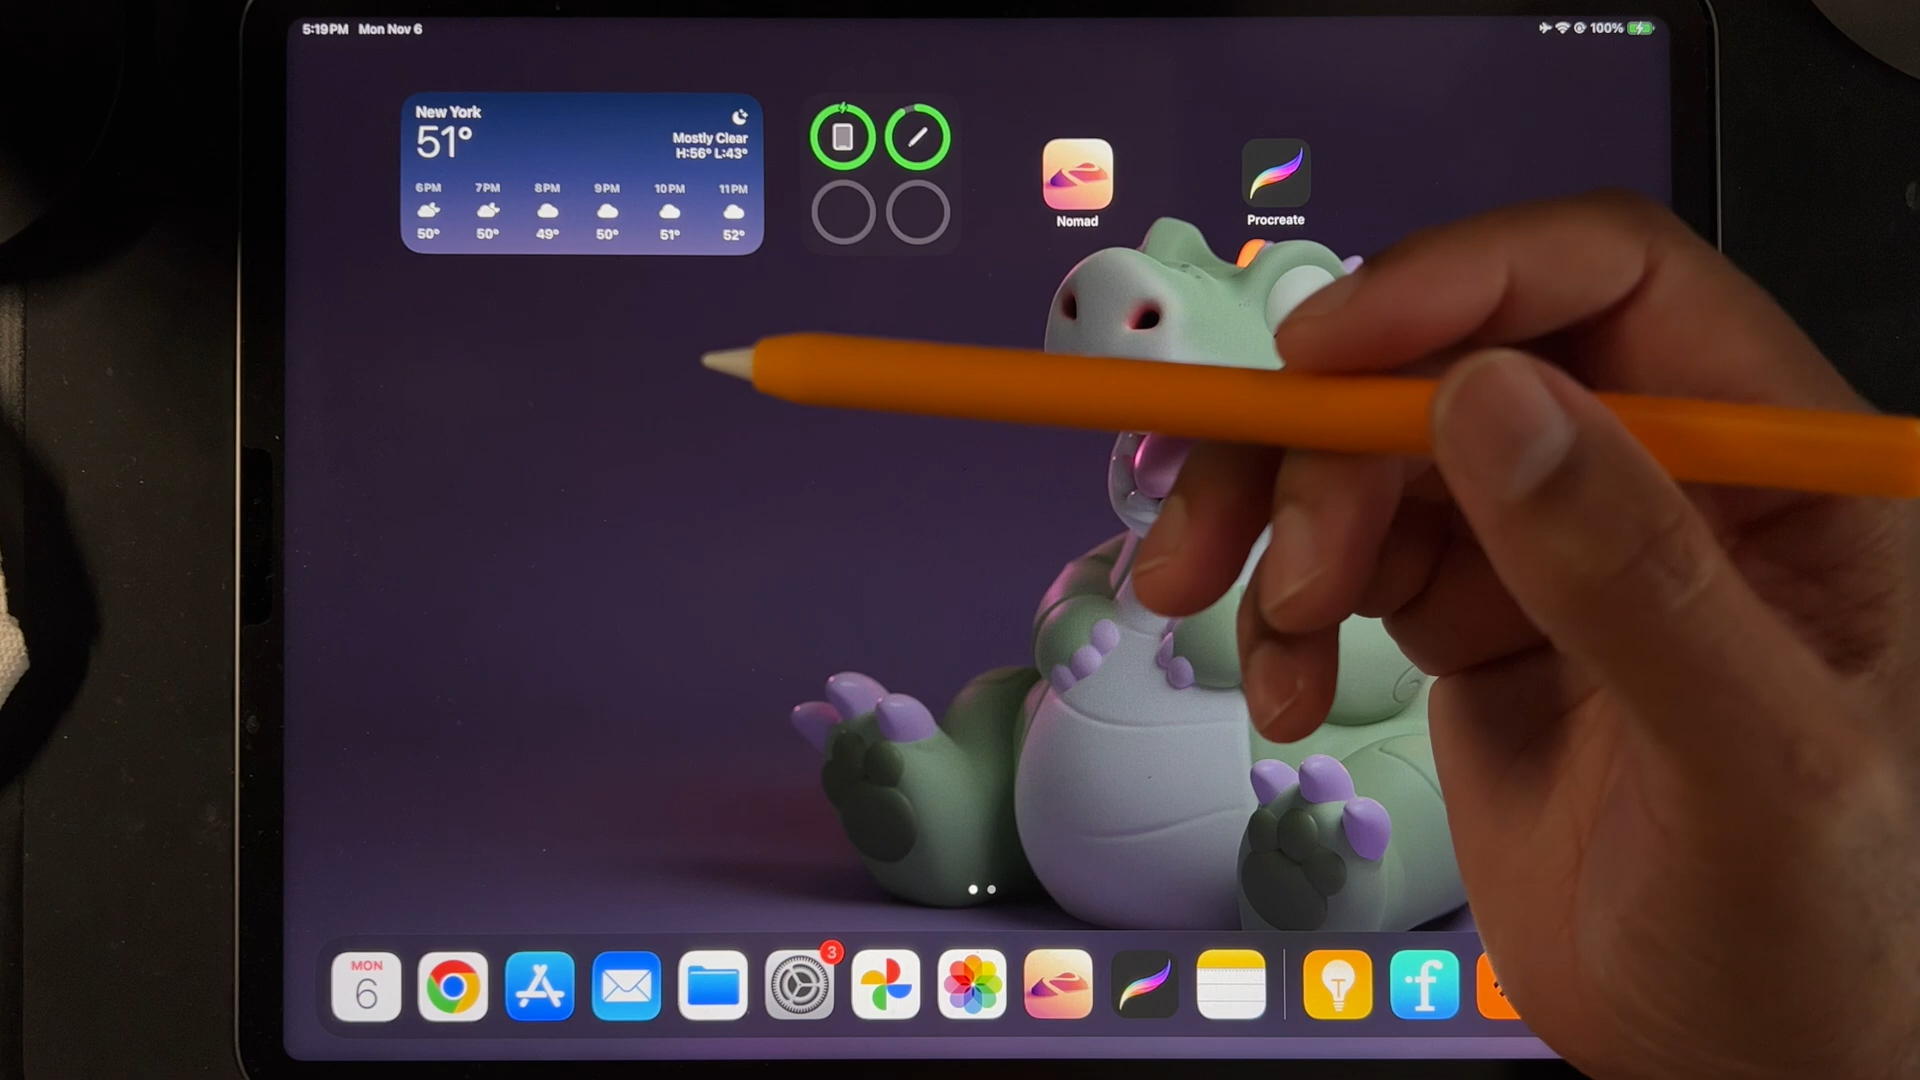 5:19 PM Mon Nov 6
100%
New York
51°
Mostly Clear
H:56° L:43°
6PM 7PM 8PM 9PM 10PM 11PM
50° 50° 49° 50° 51° 52°
Nomad
Procreate
3
MON
6
f